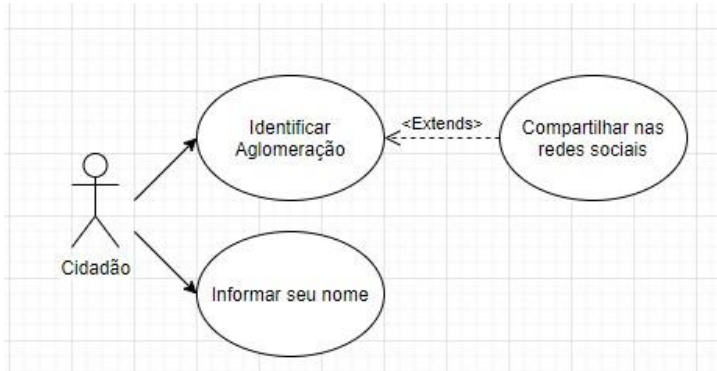 Identificar
Aglomeração
<Extends>
Compartilhar nas
redes sociais
Cidadão
Informar seu nome